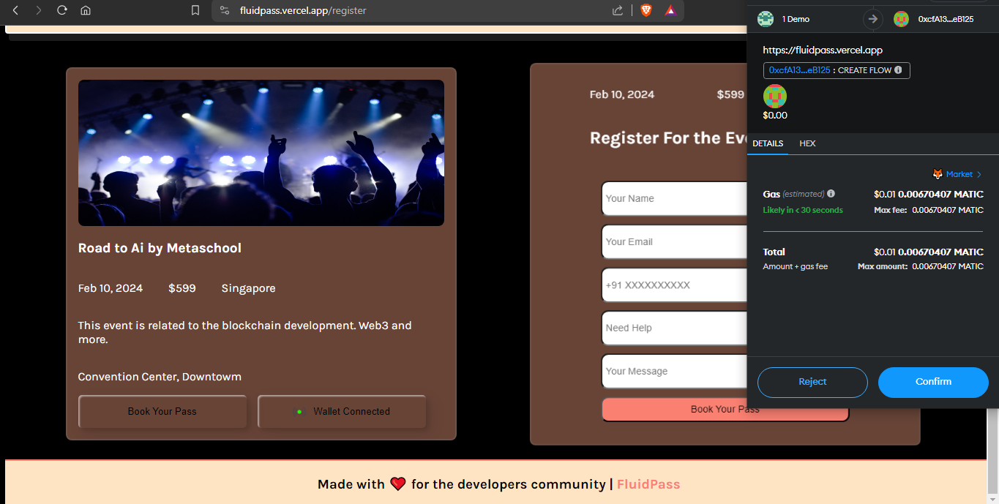 fluidpass.vercel.app/register
Road to Ai by Metaschool
Feb 10, 2024 $599 Singapore
This event is related to the blockchain development. Web3 and
more.
Convention Center, Downtowm
Book Your Pass
Wallet Connected
Feb 10, 2024 $599
Register For the Eve
Your Name
Your Email
+91 XXXXXXXXXX
Need Help
Your Message
Book Your Pass
1 Demo
0xcfA13...eB125
https://fluidpass.vercel.app
0xcfA13...eB125 : CREATE FLOW
$0.00
DETAILS HEX
Market
Gas (estimated) $0.01 0.00670407 MATIC
Likely in < 30 seconds Max fee: 0.00670407 MATIC
Total $0.01 0.00670407 MATIC
Amount + gas fee Max amount: 0.00670407 MATIC
Reject Confirm
Made with ❤️ for the developers community | FluidPass